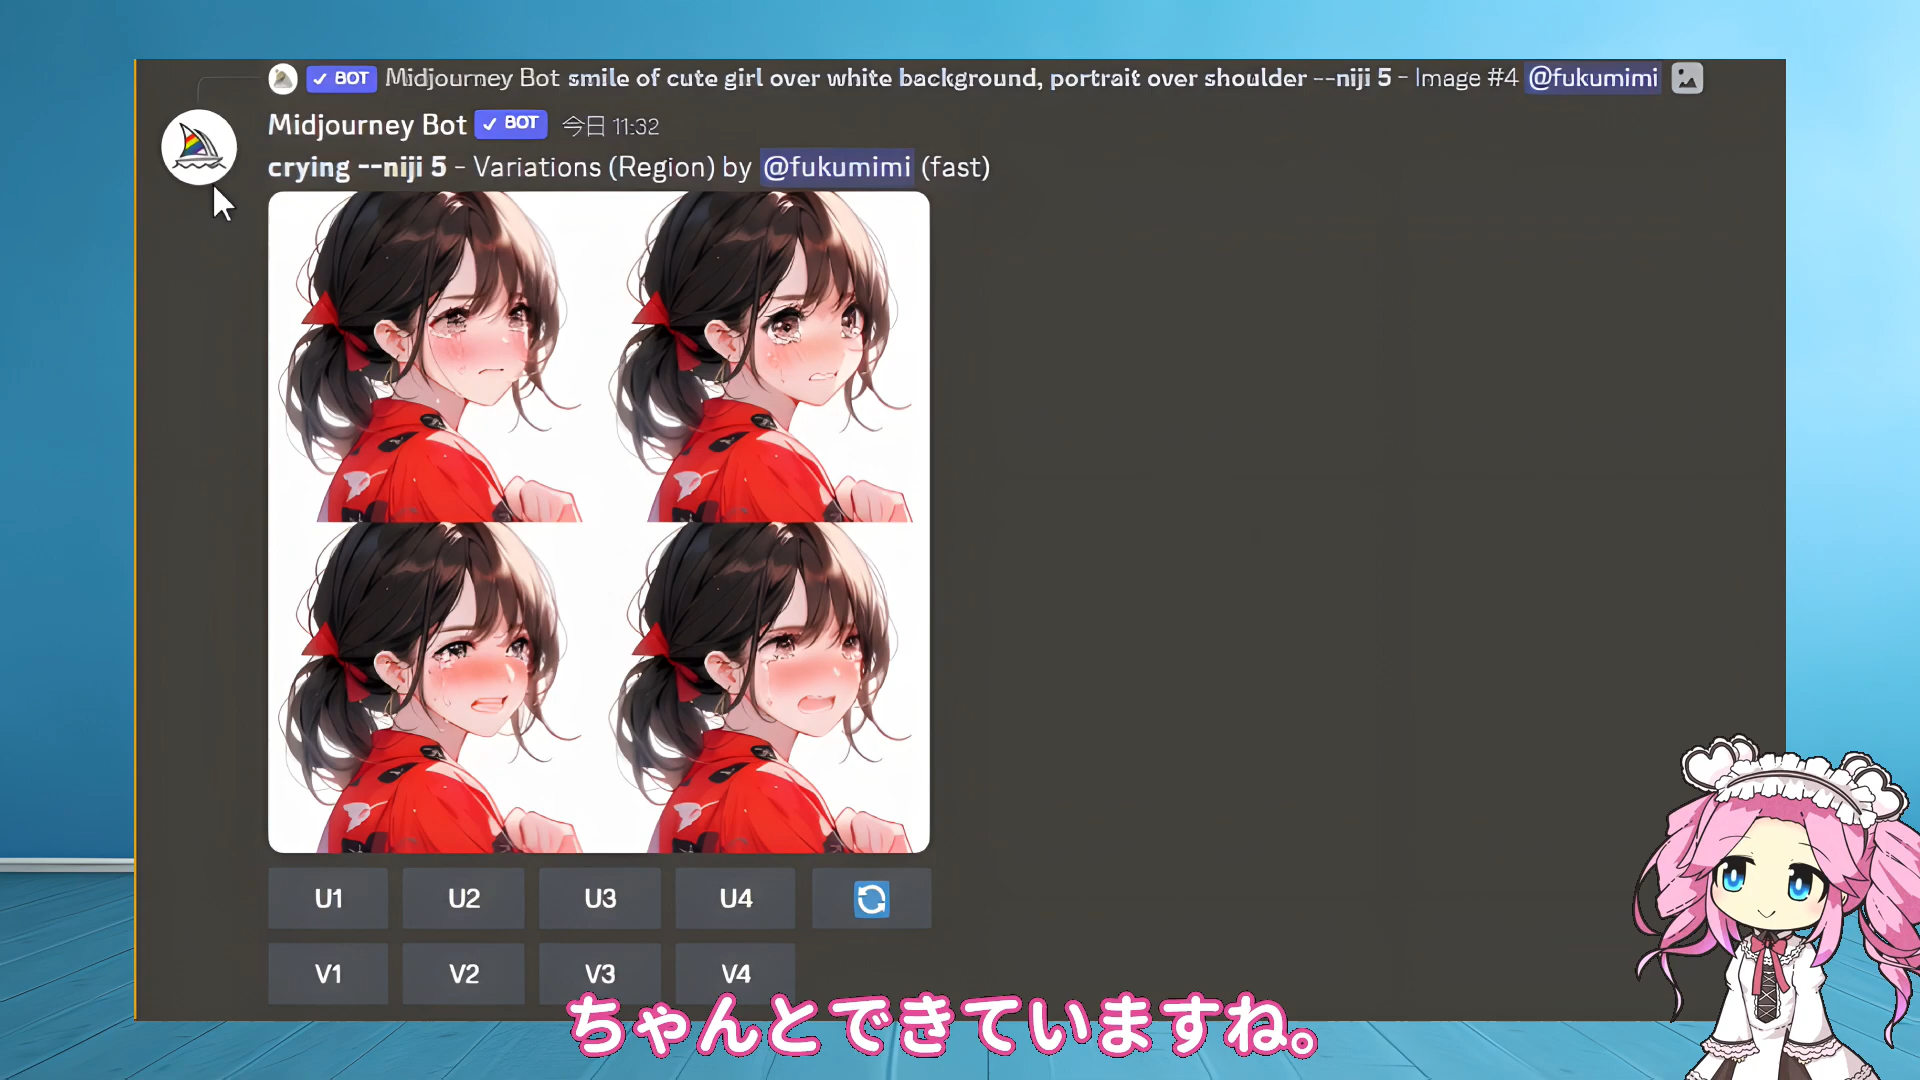 ✓ BOT Midjourney Bot smile of cute girl over white background, portrait over shoulder --niji 5 - Image #4 @fukumimi
Midjourney Bot ✓ BOT 今日 11:32
crying --niji 5 - Variations (Region) by @fukumimi (fast)
U1 U2 U3 U4
V1 V2 V3 V4
ちゃんとできていますね。